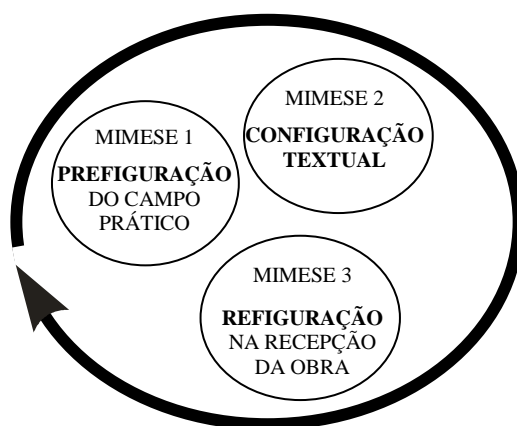 MIMESE 1
PREFIGURAÇÃO
DO CAMPO
PRÁTICO
MIMESE 2
CONFIGURAÇÃO
TEXTUAL
MIMESE 3
REFIGURAÇÃO
NA RECEPÇÃO
DA OBRA